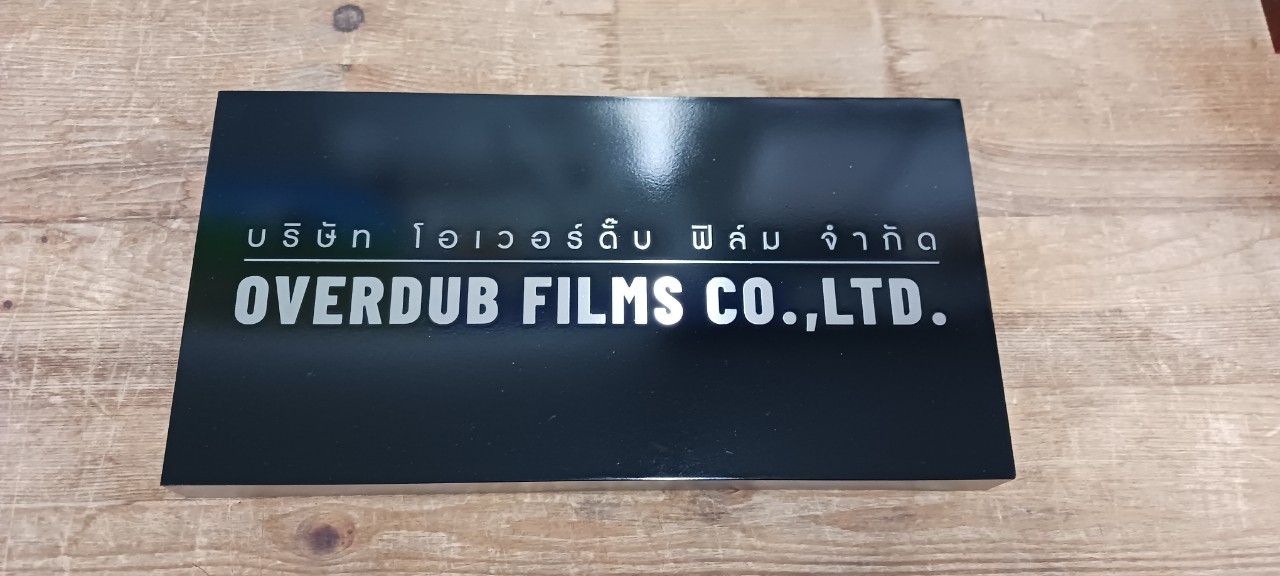 บริษัท โอเวอร์ดั๊บ ฟิล์ม จำกัด
OVERDUB FILMS CO.,LTD.